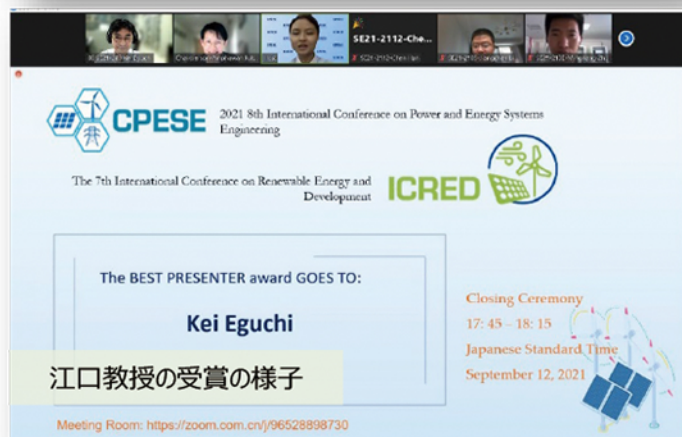 SE21-2112-Che...
CPESE
2021 8th International Conference on Power and Energy Systems
Engineering
The 7th International Conference on Renewable Energy and
Development
ICRED
The BEST PRESENTER award GOES TO:
Kei Eguchi
Closing Ceremony
17: 45 – 18: 15
Japanese Standard Time
September 12, 2021
江口教授の受賞の様子
Meeting Room: https://zoom.com.cn/j/96528898730